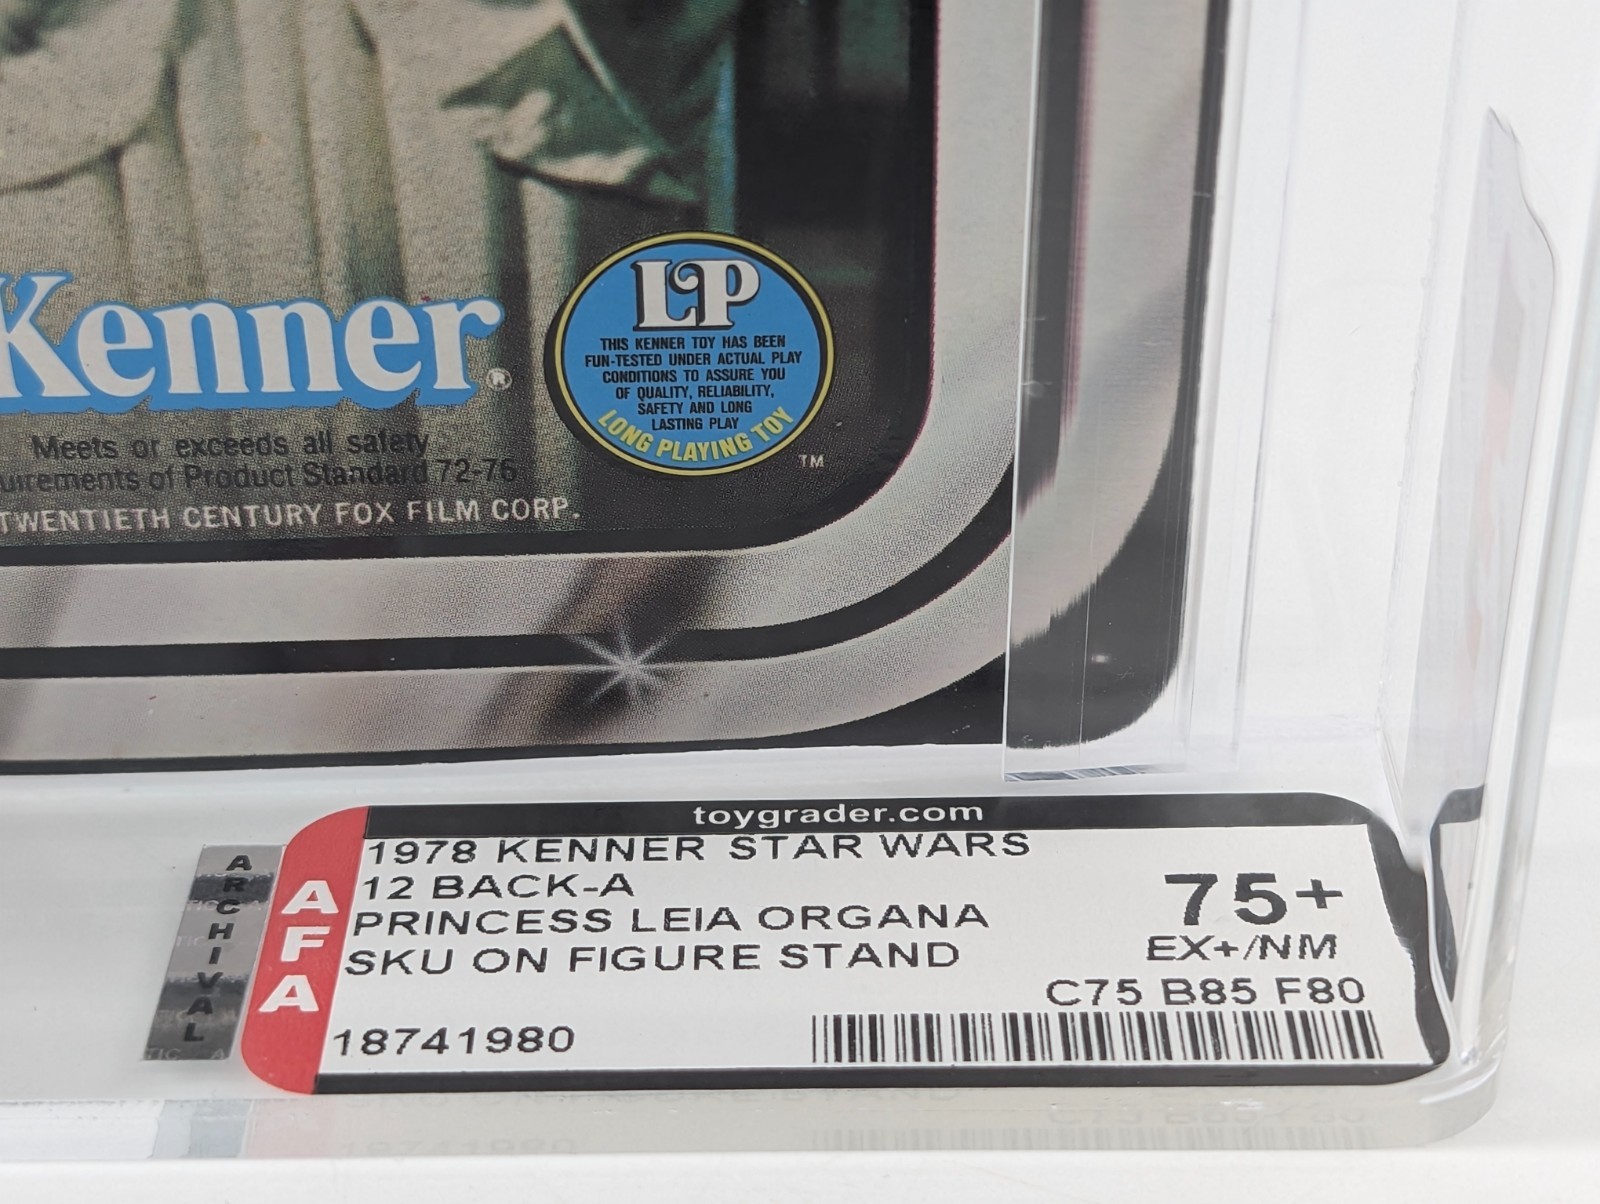 Kenner®
LP
THIS KENNER TOY HAS BEEN
FUN-TESTED UNDER ACTUAL PLAY
CONDITIONS TO ASSURE YOU
OF QUALITY, RELIABILITY,
SAFETY AND LONG
LASTING PLAY
LONG PLAYING TOY
TM
Meets or exceeds all safety
uirements of Product Standard 72-76
TWENTIETH CENTURY FOX FILM CORP.
toygrader.com
ARCHIVAL
AFA
1978 KENNER STAR WARS
12 BACK-A
PRINCESS LEIA ORGANA
SKU ON FIGURE STAND
18741980
75+
EX+/NM
C75 B85 F80